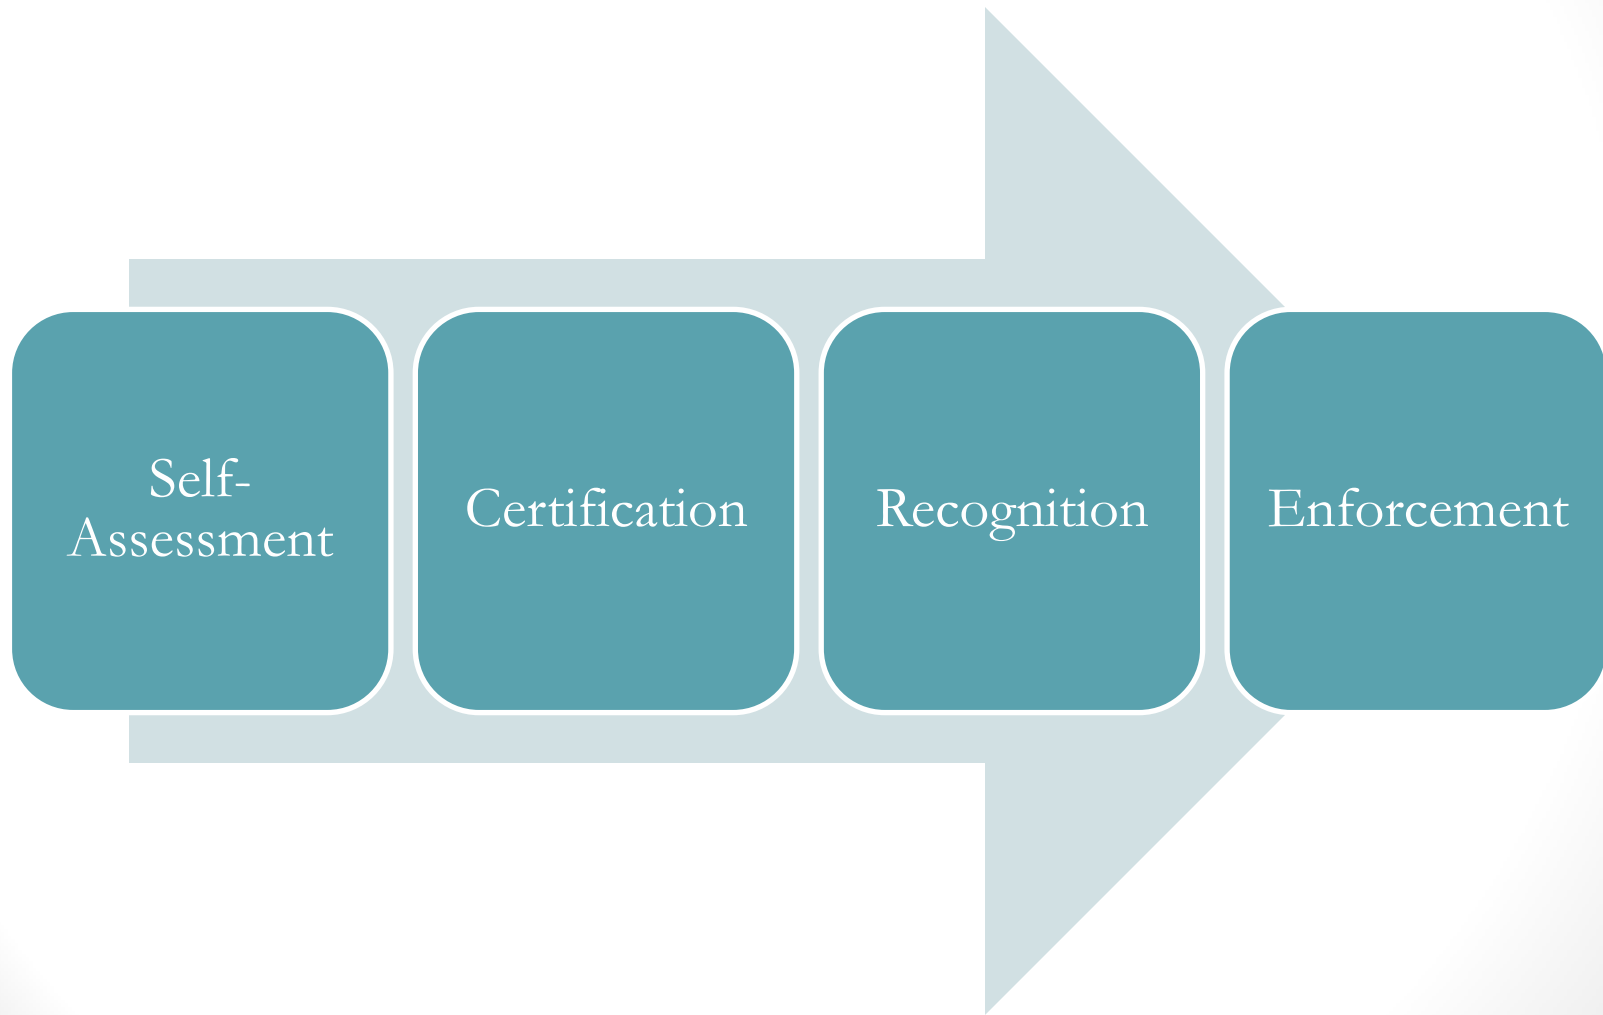 Self-
Assessment
Certification
Recognition
Enforcement